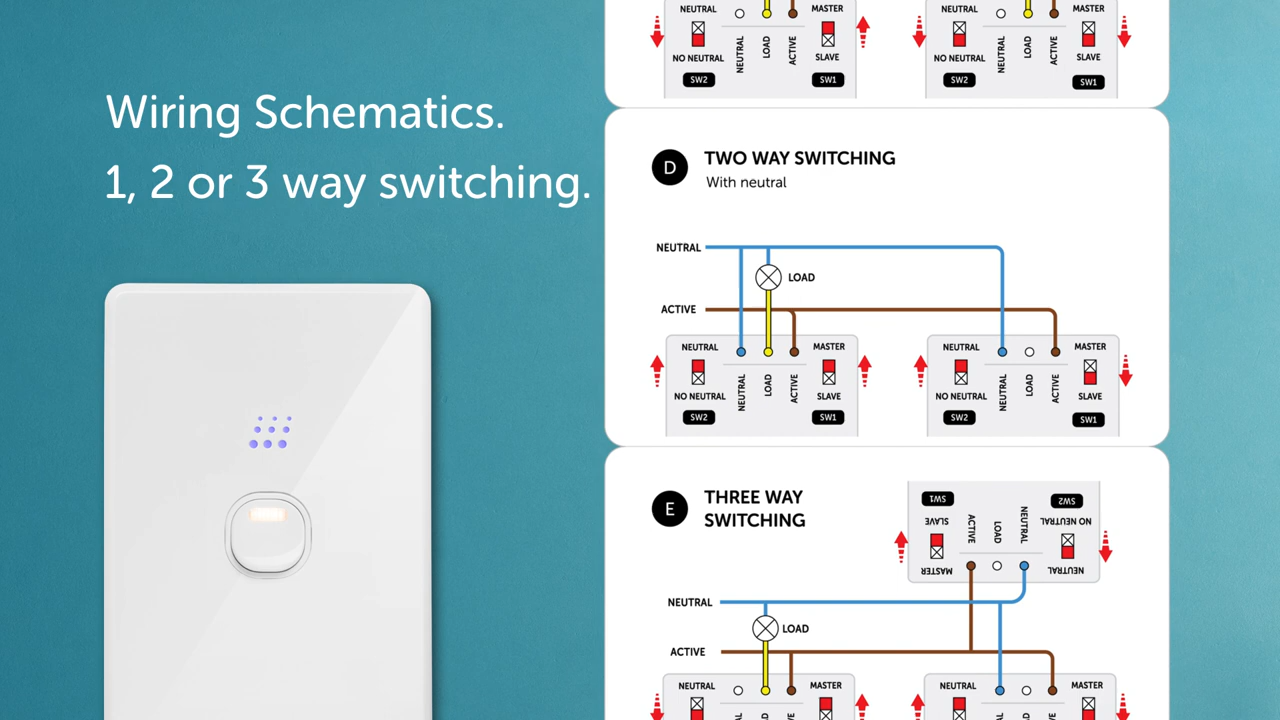 Wiring Schematics.
1, 2 or 3 way switching.
NEUTRAL
MASTER
NEUTRAL
MASTER
NEUTRAL
LOAD
ACTIVE
NEUTRAL
LOAD
ACTIVE
NO NEUTRAL
SLAVE
NO NEUTRAL
SLAVE
SW2
SW1
SW2
SW1
D
TWO WAY SWITCHING
With neutral
NEUTRAL
LOAD
ACTIVE
NEUTRAL
MASTER
NEUTRAL
MASTER
NEUTRAL
LOAD
ACTIVE
NEUTRAL
LOAD
ACTIVE
NO NEUTRAL
SLAVE
NO NEUTRAL
SLAVE
SW2
SW1
SW2
SW1
E
THREE WAY
SWITCHING
SW1
SW2
SLAVE
NO NEUTRAL
ACTIVE
LOAD
NEUTRAL
MASTER
NEUTRAL
NEUTRAL
LOAD
ACTIVE
NEUTRAL
MASTER
NEUTRAL
MASTER